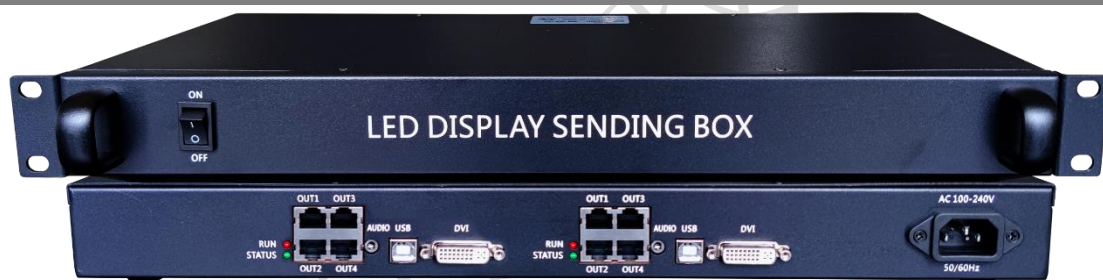 ON
LED DISPLAY SENDING BOX
OFF
OUT1 OUT3 OUT1 OUT3 AC 100-240V
AUDIO USB DVI AUDIO USB DVI
RUN RUN
STATUS STATUS
OUT2 OUT4 OUT2 OUT4 50/60Hz